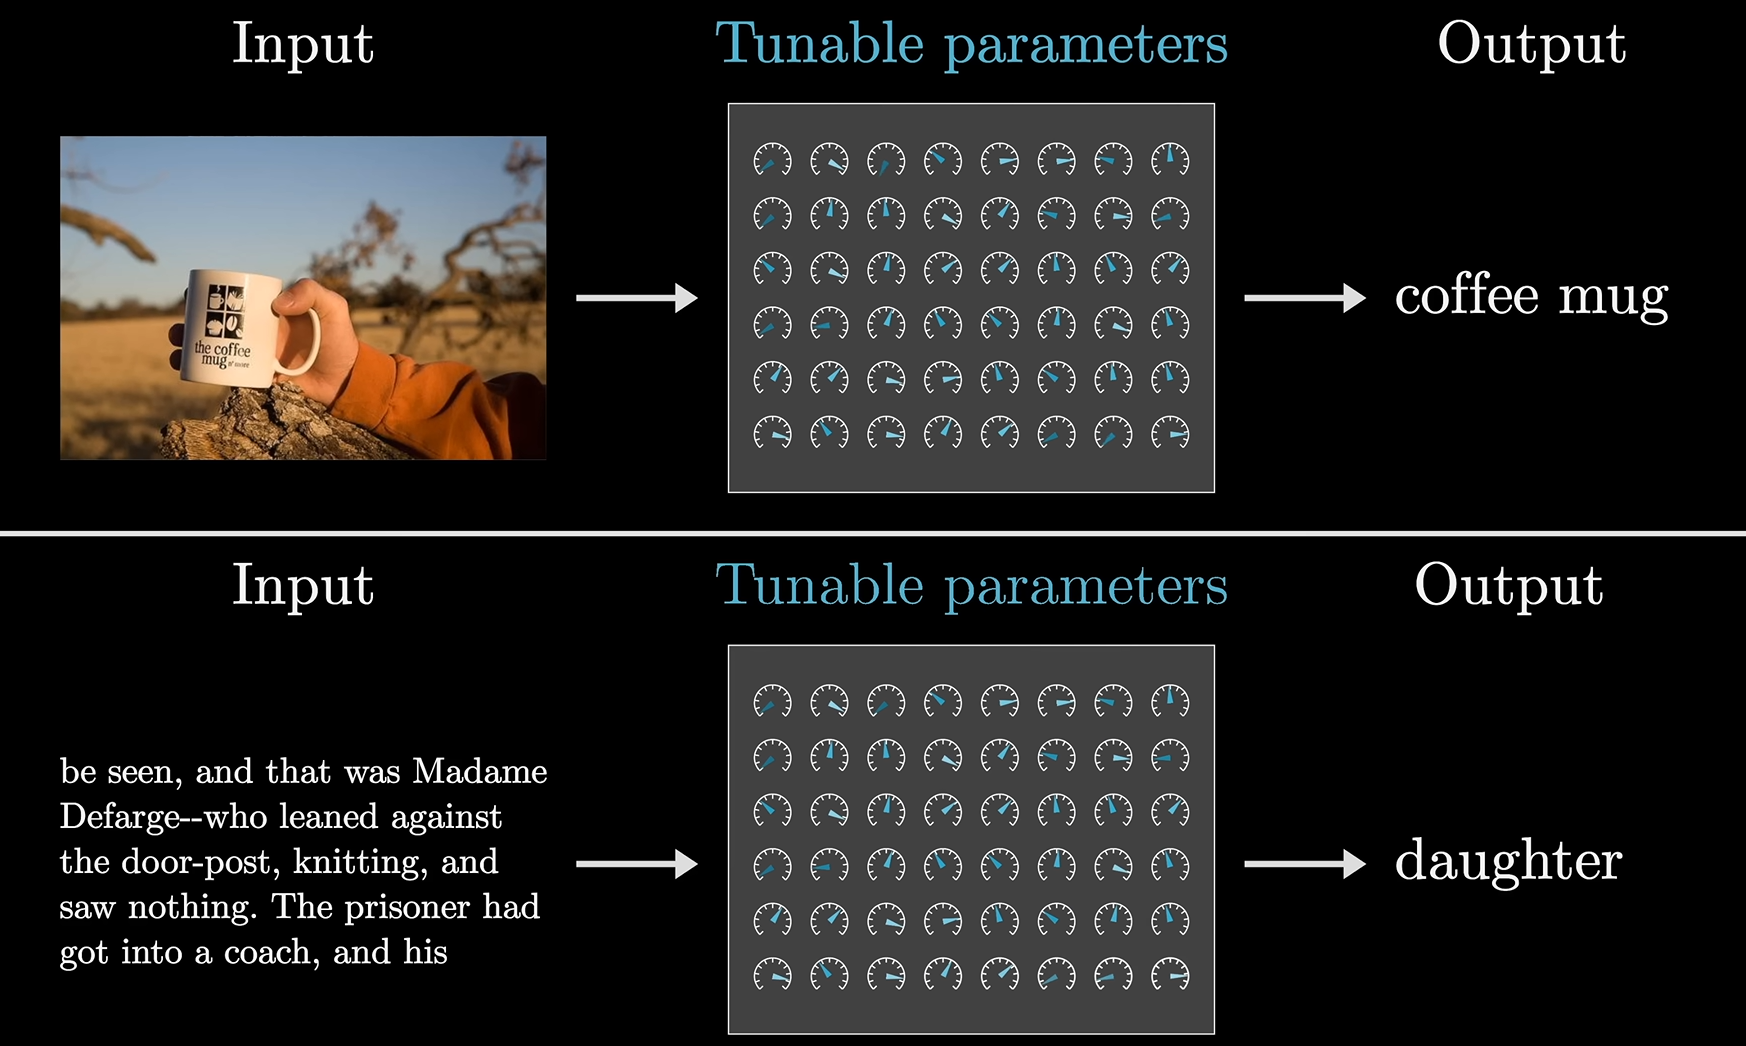 Input
Tunable parameters
Output
the coffee
mug n' more
coffee mug
Input
Tunable parameters
Output
be seen, and that was Madame
Defarge--who leaned against
the door-post, knitting, and
saw nothing. The prisoner had
got into a coach, and his
daughter